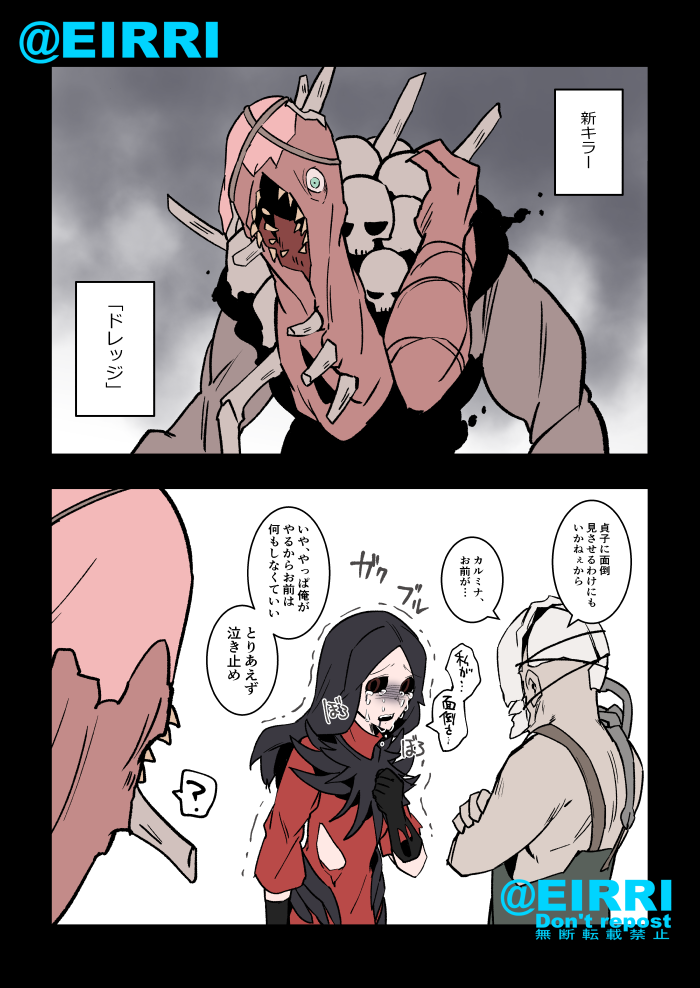 @EIRRI
新キラー
「ドレッジ」
貞子に面倒
見させるわけにも
いかねぇから
カルミナ、
お前が…
私が…
面倒を…
ガク
ブル
ぼろ
ぼろ
いや、やっぱ俺が
やるからお前は
何もしなくていい
とりあえず
泣き止め
?
@EIRRI
Don't repost
無断転載禁止